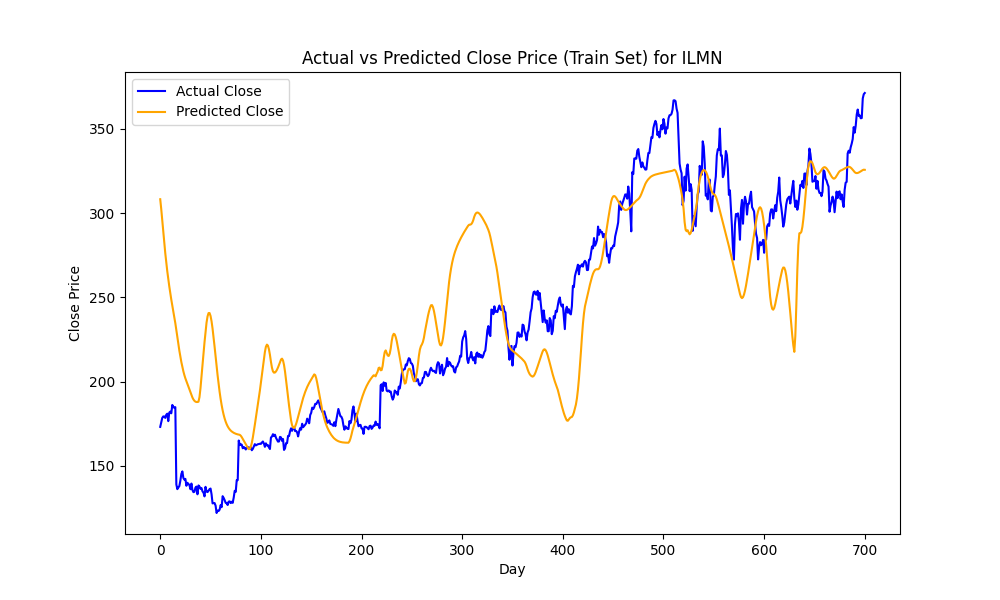 Actual vs Predicted Close Price (Train Set) for ILMN
Actual Close
Predicted Close
350
300
250
200
150
Close Price
0 100 200 300 400 500 600 700
Day